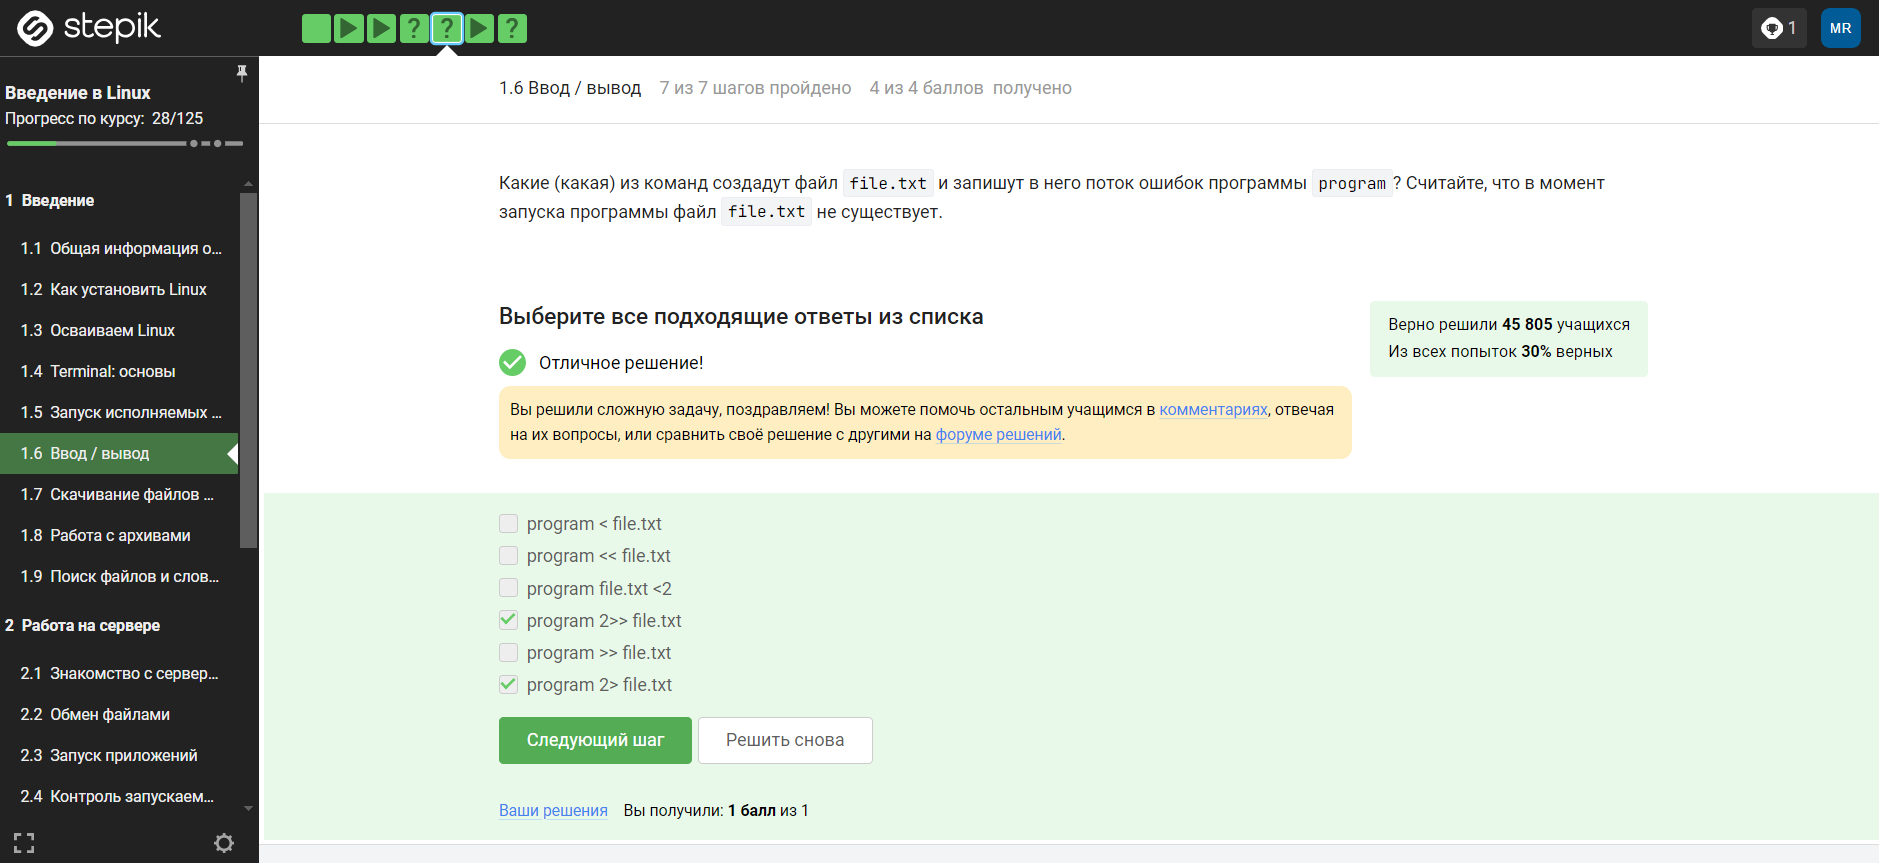 stepik
? ? ?
1
MR
Введение в Linux
Прогресс по курсу: 28/125
1 Введение
1.1 Общая информация о...
1.2 Как установить Linux
1.3 Осваиваем Linux
1.4 Terminal: основы
1.5 Запуск исполняемых ...
1.6 Ввод / вывод
1.7 Скачивание файлов ...
1.8 Работа с архивами
1.9 Поиск файлов и слов...
2 Работа на сервере
2.1 Знакомство с сервер...
2.2 Обмен файлами
2.3 Запуск приложений
2.4 Контроль запускаем...
1.6 Ввод / вывод 7 из 7 шагов пройдено 4 из 4 баллов получено
Какие (какая) из команд создадут файл file.txt и запишут в него поток ошибок программы program? Считайте, что в момент
запуска программы файл file.txt не существует.
Выберите все подходящие ответы из списка
Верно решили 45 805 учащихся
Из всех попыток 30% верных
Отличное решение!
Вы решили сложную задачу, поздравляем! Вы можете помочь остальным учащимся в комментариях, отвечая
на их вопросы, или сравнить своё решение с другими на форуме решений.
program < file.txt
program << file.txt
program file.txt <2
program 2>> file.txt
program >> file.txt
program 2> file.txt
Следующий шаг
Решить снова
Ваши решения Вы получили: 1 балл из 1